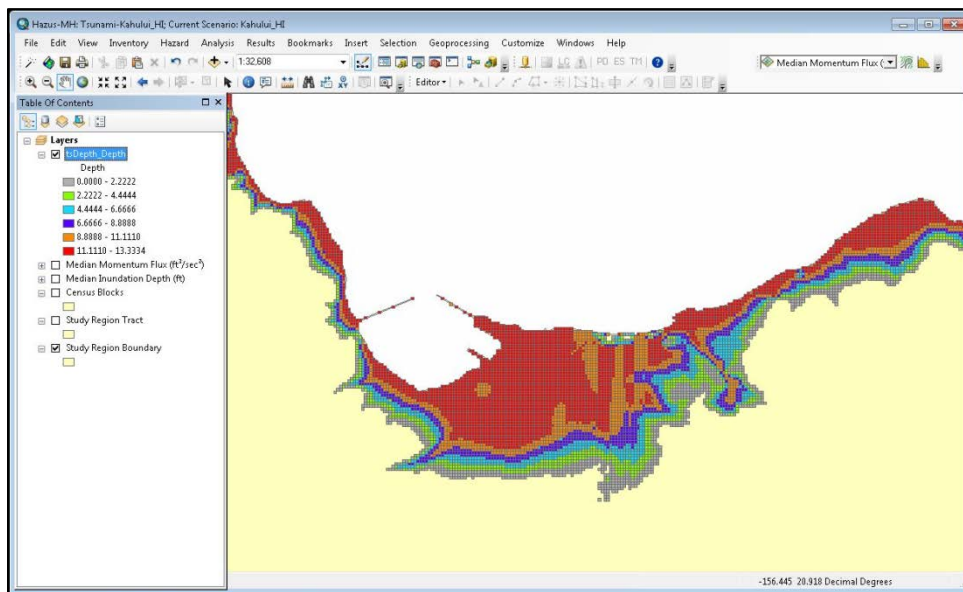 Hazus-MH: Tsunami-Kahului_HI; Current Scenario: Kahului_HI
File Edit View Inventory Hazard Analysis Results Bookmarks Insert Selection Geoprocessing Customize Windows Help
1:32,608
LG PD ES TM
Median Momentum Flux (
Editor
Table Of Contents
Layers
tsDepth_Depth
Depth
0.0000 - 2.2222
2.2222 - 4.4444
4.4444 - 6.6666
6.6666 - 8.8888
8.8888 - 11.1110
11.1110 - 13.3334
Median Momentum Flux (ft³/sec²)
Median Inundation Depth (ft)
Census Blocks
Study Region Tract
Study Region Boundary
-156.445 20.918 Decimal Degrees